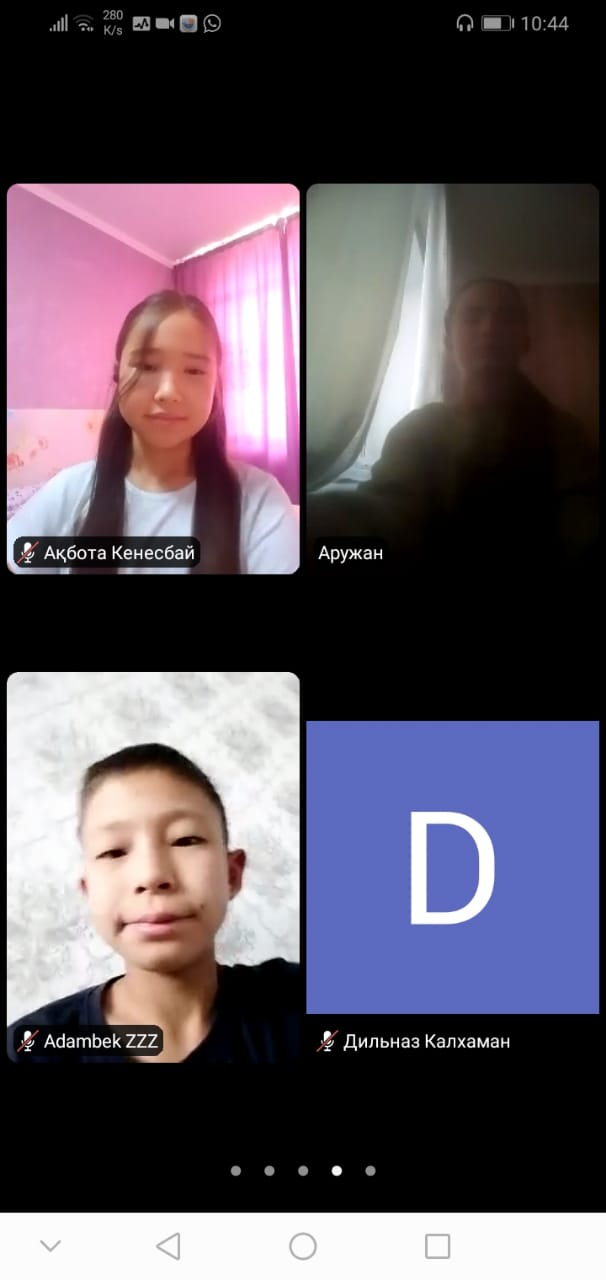 280
K/s
10:44
Ақбота Кенесбай
Аружан
D
Adambek ZZZ
Дильназ Калхаман